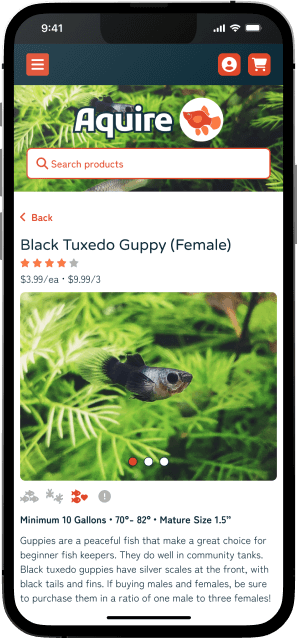 9:41
Aquire
Search products
Back
Black Tuxedo Guppy (Female)
$3.99/ea • $9.99/3
Minimum 10 Gallons • 70°- 82° • Mature Size 1.5”
Guppies are a peaceful fish that make a great choice for
beginner fish keepers. They do well in community tanks.
Black tuxedo guppies have silver scales at the front, with
black tails and fins. If buying males and females, be sure
to purchase them in a ratio of one male to three females!